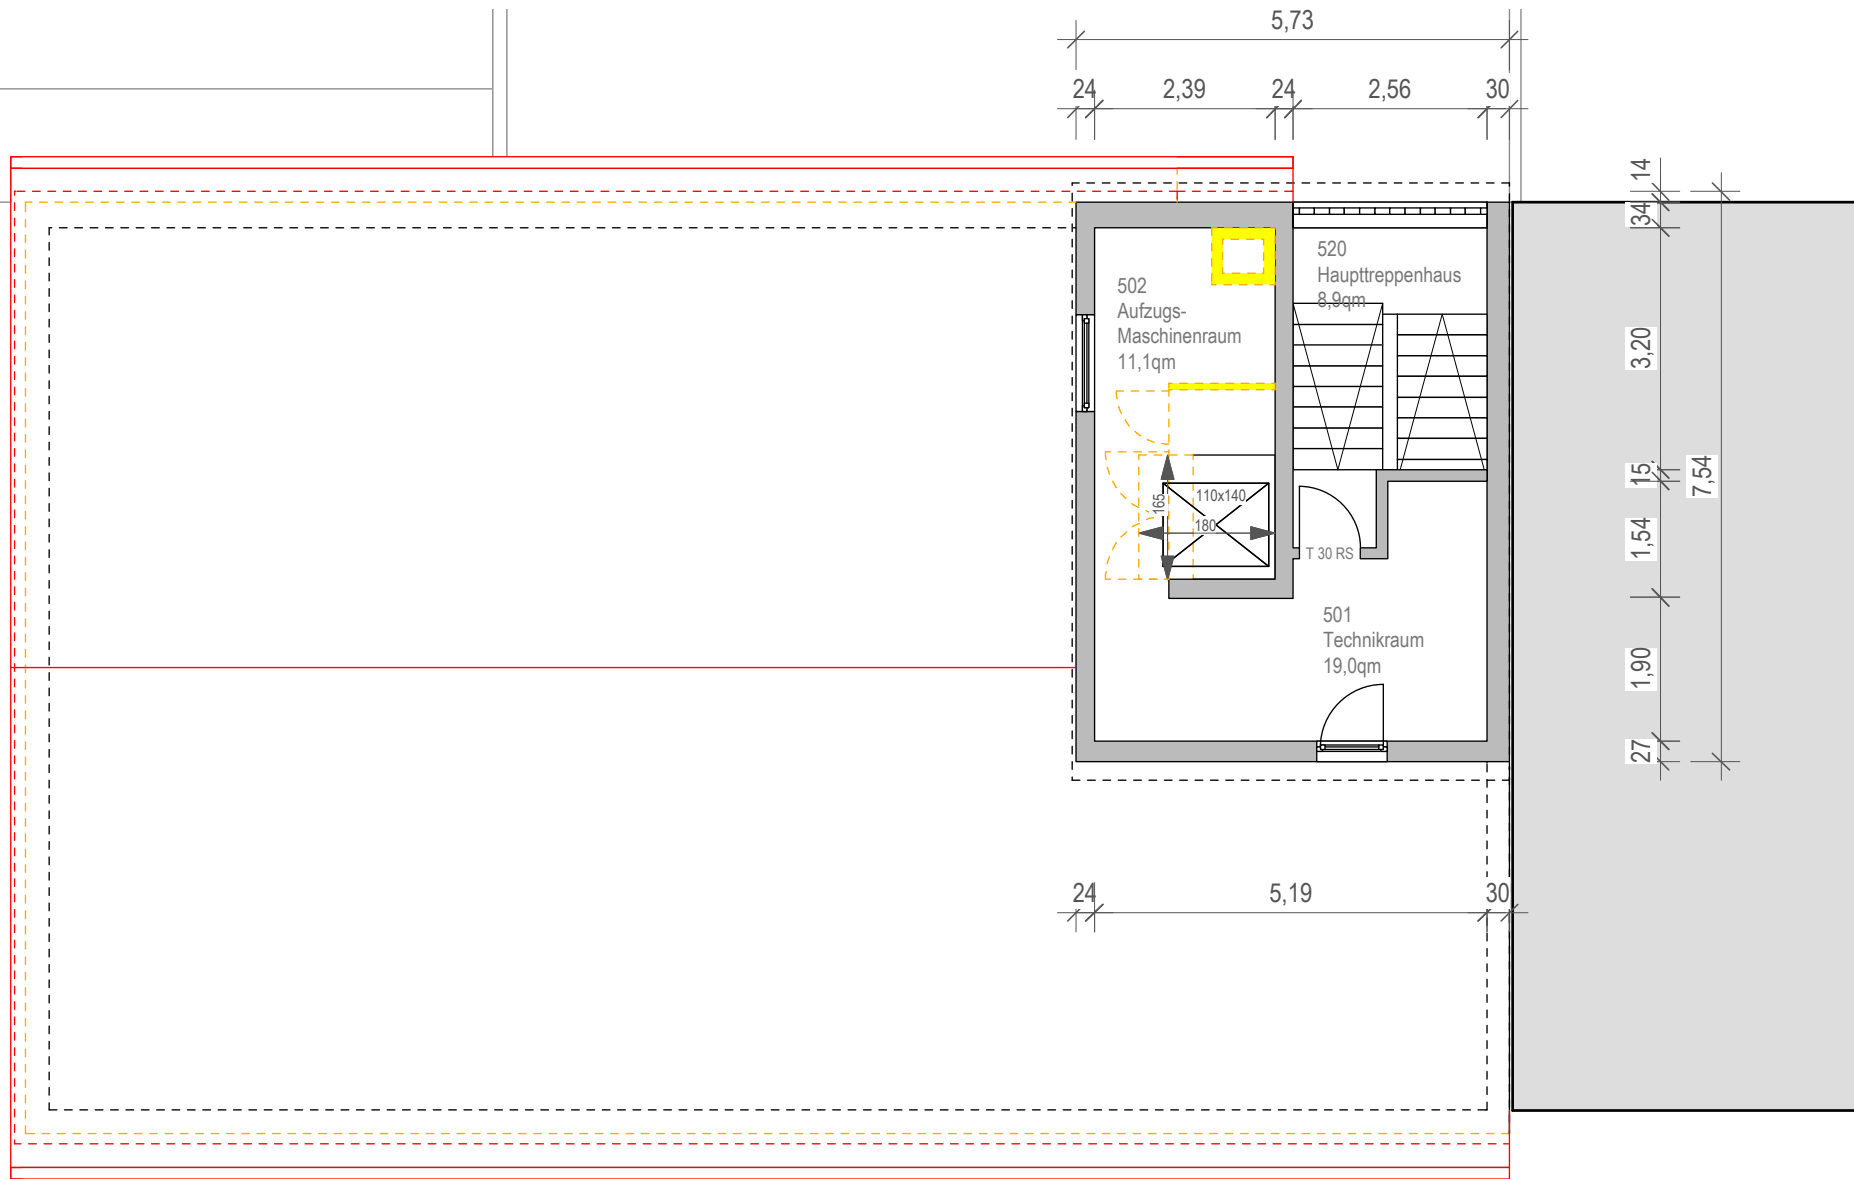 5,73
24
2,39
24
2,56
30
14
34
3,20
15
1,54
1,90
27
7,54
520
Haupttreppenhaus
8,9qm
502
Aufzugs-
Maschinenraum
11,1qm
110x140
165
180
T 30 RS
501
Technikraum
19,0qm
24
5,19
30